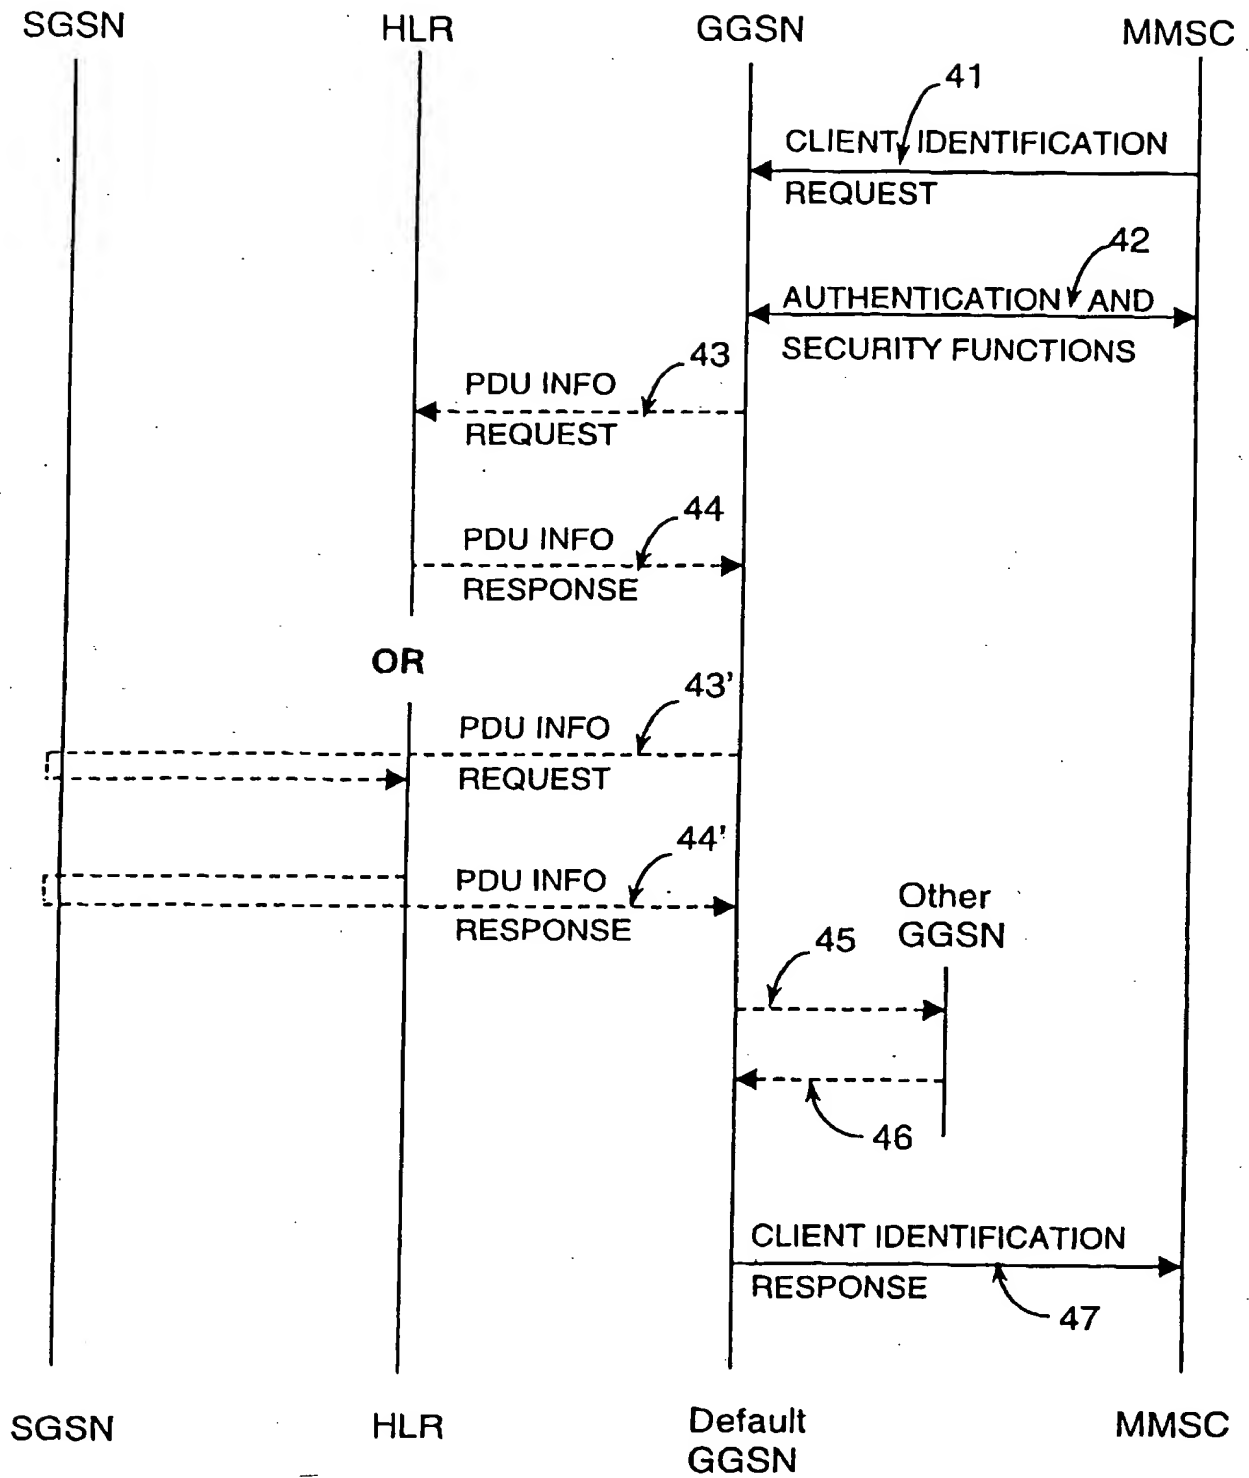 SGSN
HLR
GGSN
MMSC
41
CLIENT IDENTIFICATION
REQUEST
42
AUTHENTICATION AND
SECURITY FUNCTIONS
43
PDU INFO
REQUEST
44
PDU INFO
RESPONSE
OR
43'
PDU INFO
REQUEST
44'
PDU INFO
RESPONSE
Other
GGSN
45
46
CLIENT IDENTIFICATION
RESPONSE
47
SGSN
HLR
Default
GGSN
MMSC